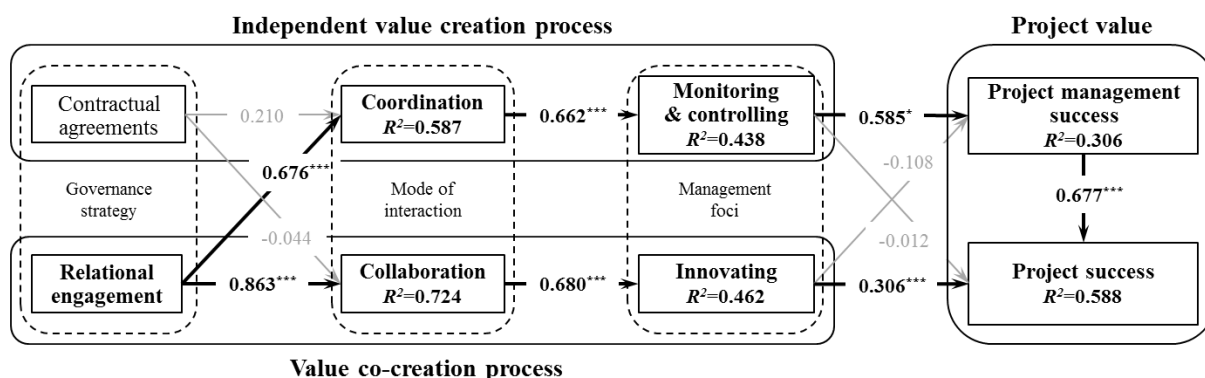 Independent value creation process
Project value
Contractual
agreements
0.210
Coordination
R²=0.587
0.662***
Monitoring
& controlling
R²=0.438
0.585*
Project management
success
R²=0.306
-0.108
0.676***
Governance
strategy
Mode of
interaction
Management
foci
0.677***
-0.044
-0.012
Relational
engagement
0.863***
Collaboration
R²=0.724
0.680***
Innovating
R²=0.462
0.306***
Project success
R²=0.588
Value co-creation process